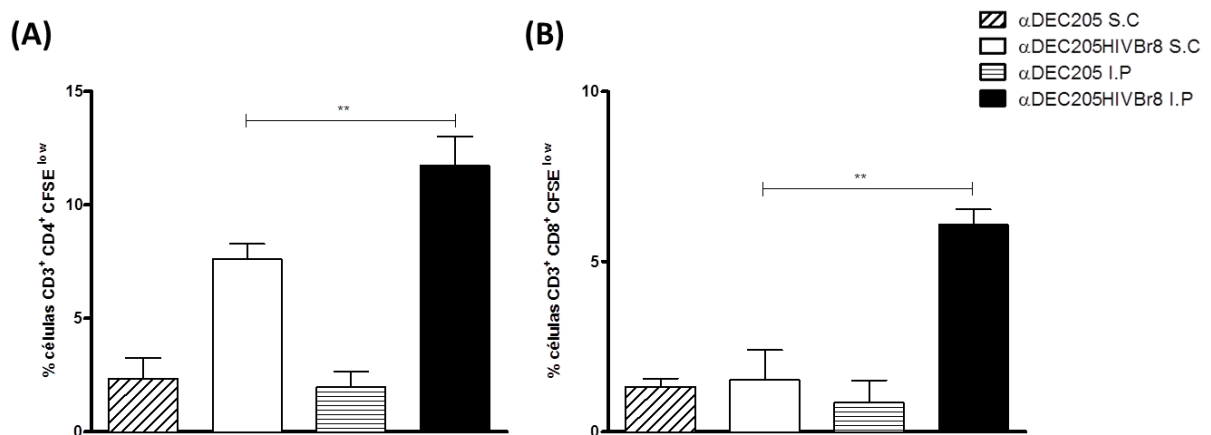 (A)
(B)
αDEC205 S.C
αDEC205HIVBr8 S.C
αDEC205 I.P
αDEC205HIVBr8 I.P
% células CD3⁺ CD4⁺ CFSE ˡᵒʷ
15
10
5
0
**
% células CD3⁺ CD8⁺ CFSE ˡᵒʷ
10
5
0
**